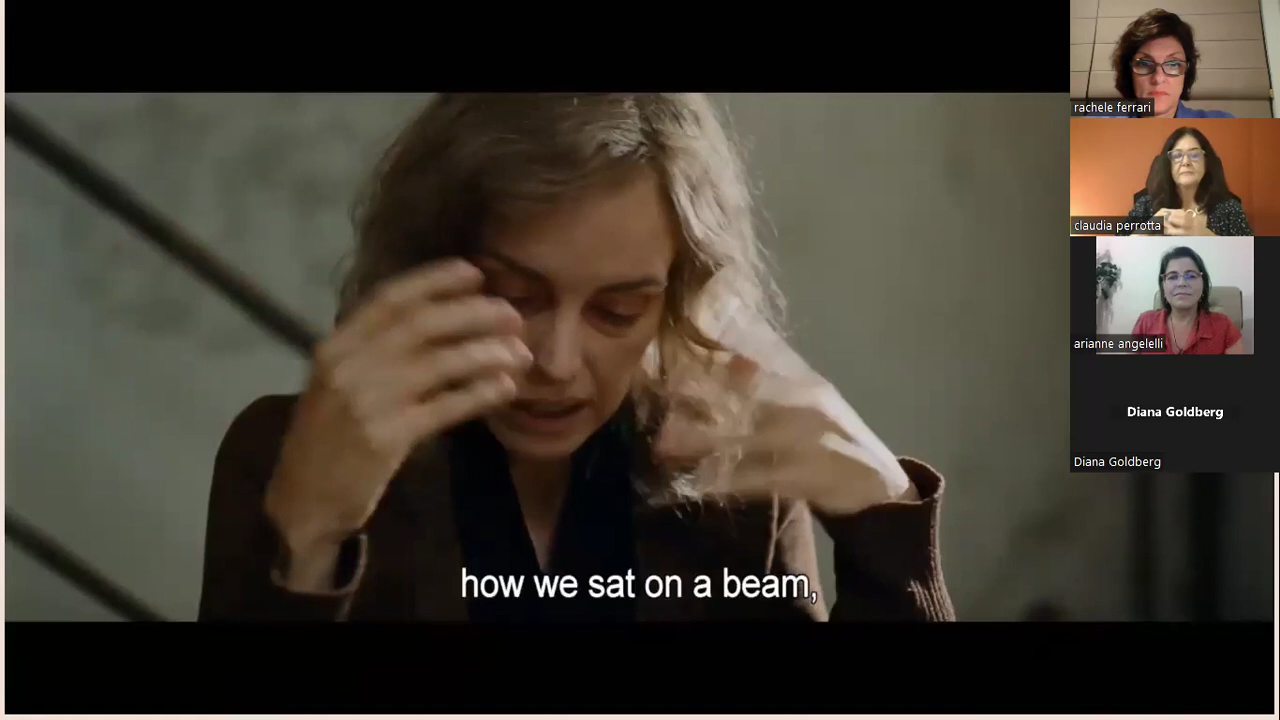 how we sat on a beam,
rachele ferrari
claudia perrotta
arianne angelelli
Diana Goldberg
Diana Goldberg